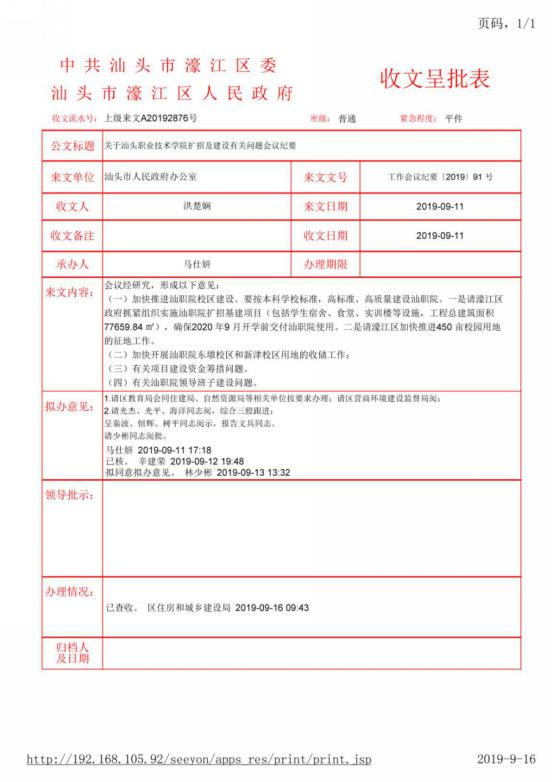 页码，1/1
中共汕头市濠江区委
汕头市濠江区人民政府
收文呈批表
收文流水号：上级来文A20192876号
密级：普通
紧急程度：平件
公文标题 关于汕头职业技术学院扩招及建设有关问题会议纪要
来文单位 汕头市人民政府办公室 来文文号 工作会议纪要〔2019〕91号
收文人 洪楚娴 来文日期 2019-09-11
收文备注 收文日期 2019-09-11
承办人 马仕妍 办理期限
来文内容：
会议经研究，形成以下意见：
（一）加快推进汕职院校区建设。要按本科学校标准，高标准、高质量建设汕职院。一是请濠江区
政府抓紧组织实施汕职院扩招基建项目（包括学生宿舍、食堂、实训楼等设施，工程总建筑面积
77659.84㎡），确保2020年9月开学前交付汕职院使用。二是请濠江区加快推进450亩校园用地
的征地工作。
（二）加快开展汕职院东墩校区和新津校区用地的收储工作；
（三）有关项目建设资金筹措问题。
（四）有关汕职院领导班子建设问题。
拟办意见：
1.请区教育局会同住建局、自然资源局等相关单位按要求办理；请区营商环境建设监督局阅；
2.请光杰、光平、海洋同志阅，综合三股跟进；
呈秦波、恒辉、树平同志阅示，报告文兵同志。
请少彬同志阅批。
马仕妍 2019-09-11 17:18
已核。 辛建荣 2019-09-12 19:48
拟同意拟办意见。 林少彬 2019-09-13 13:32
领导批示：
办理情况：
已查收。 区住房和城乡建设局 2019-09-16 09:43
归档人
及日期
http://192.168.105.92/seeyon/apps_res/print/print.jsp
2019-9-16